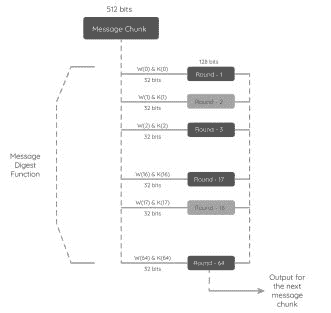 512 bits
Message Chunk
128 bits
W(0) & K(0)
32 bits
Round - 1
W(1) & K(1)
32 bits
Round - 2
W(2) & K(2)
32 bits
Round - 3
Message
Digest
Function
W(16) & K(16)
32 bits
Round - 17
W(17) & K(17)
32 bits
Round - 18
W(64) & K(64)
32 bits
Round - 64
Output for
the next
message
chunk